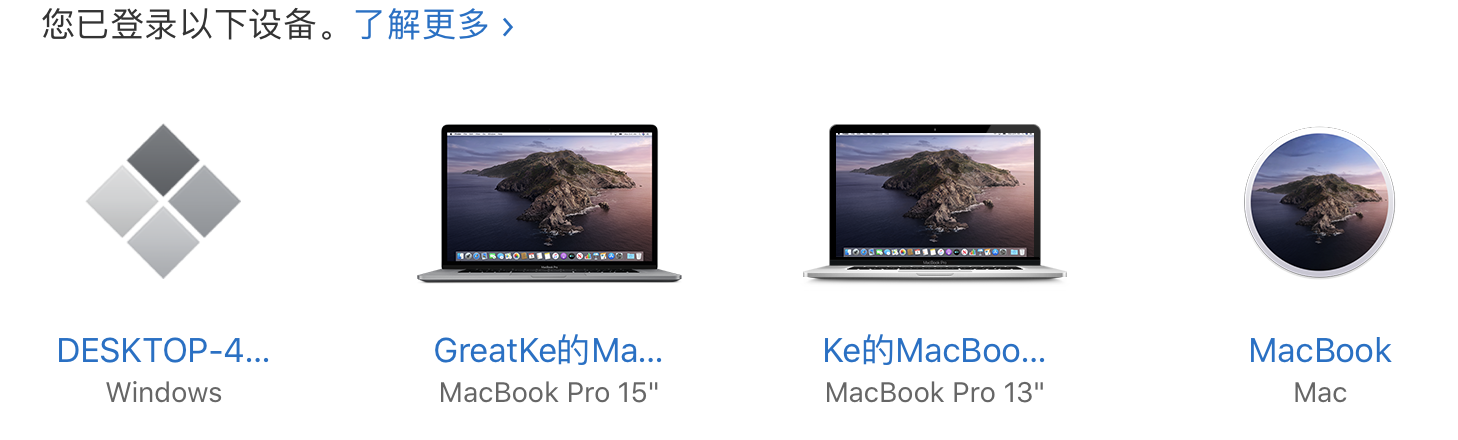 您已登录以下设备。了解更多 ›
DESKTOP-4...
Windows
GreatKe的Ma...
MacBook Pro 15"
Ke的MacBoo...
MacBook Pro 13"
MacBook
Mac